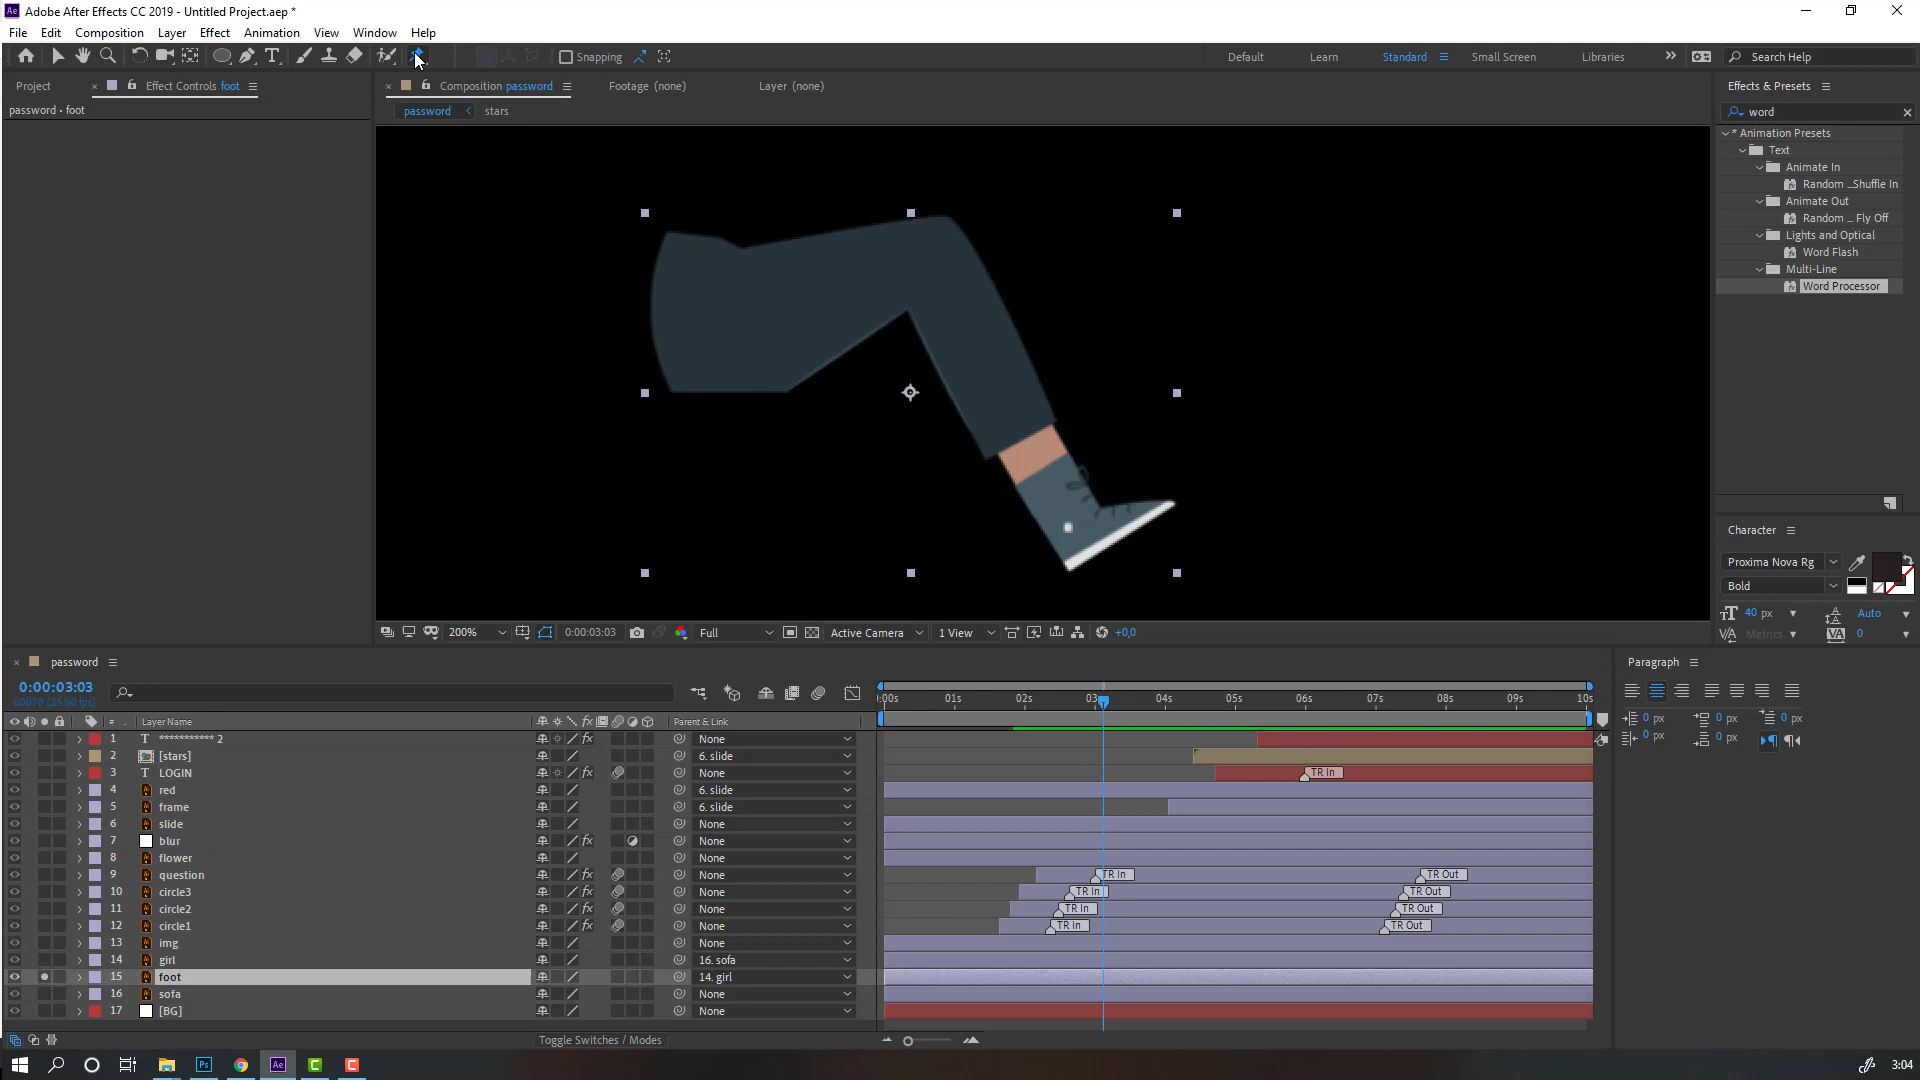 Adobe After Effects CC 2019 - Untitled Project.aep *
File Edit Composition Layer Effect Animation View Window Help
Snapping Default Learn Standard Small Screen Libraries Search Help
Project Effect Controls foot
password • foot
Composition password Footage (none) Layer (none)
password stars
Effects & Presets
word
* Animation Presets
Text
Animate In
Random ...Shuffle In
Animate Out
Random ... Fly Off
Lights and Optical
Word Flash
Multi-Line
Word Processor
Character
Proxima Nova Rg
Bold
40 px Auto
Metrics 0
200% 0:00:03:03 Full Active Camera 1 View +0,0
password
0:00:03:03
00078 (25.00 fps)
:00s 01s 02s 03s 04s 05s 06s 07s 08s 09s 10s
# Layer Name Parent & Link
1 T *********** 2 None
2 [stars] 6. slide
3 T LOGIN None TR In
4 red 6. slide
5 frame 6. slide
6 slide None
7 blur None
8 flower None
9 question None TR In TR Out
10 circle3 None TR In TR Out
11 circle2 None TR In TR Out
12 circle1 None TR In TR Out
13 img None
14 girl 16. sofa
15 foot 14. girl
16 sofa None
17 [BG] None
Toggle Switches / Modes
Paragraph
0 px 0 px 0 px
0 px 0 px
Ps Ae C C 3:04